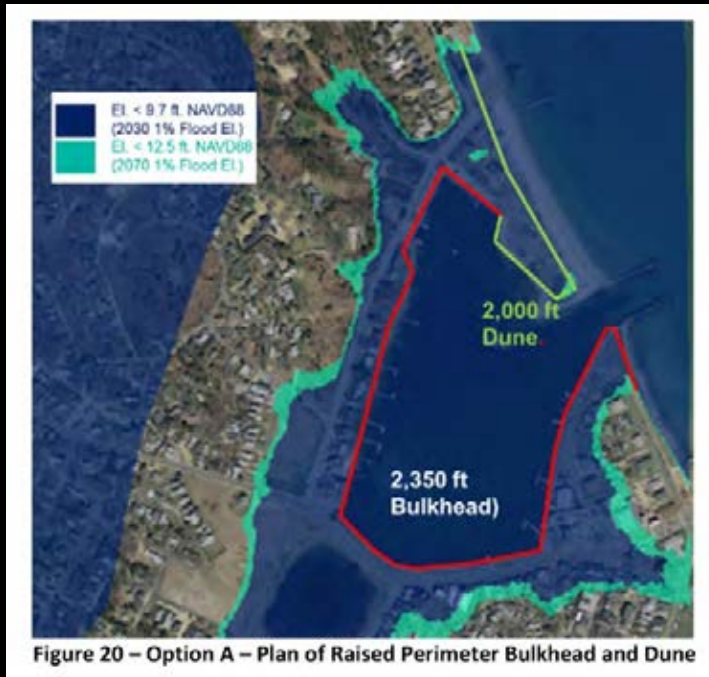 El. < 9.7 ft. NAVD88
(2030 1% Flood El.)
El. < 12.5 ft. NAVD88
(2070 1% Flood El.)
2,000 ft
Dune.
2,350 ft
Bulkhead)
Figure 20 – Option A – Plan of Raised Perimeter Bulkhead and Dune